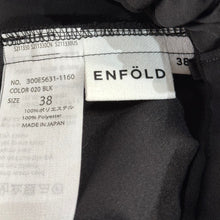 ENFÖLD
38
NO. 300E5631-1160
COLOR 020 BLK
SIZE 38
100%ポリエステル
100% Polyester
MADE IN JAPAN